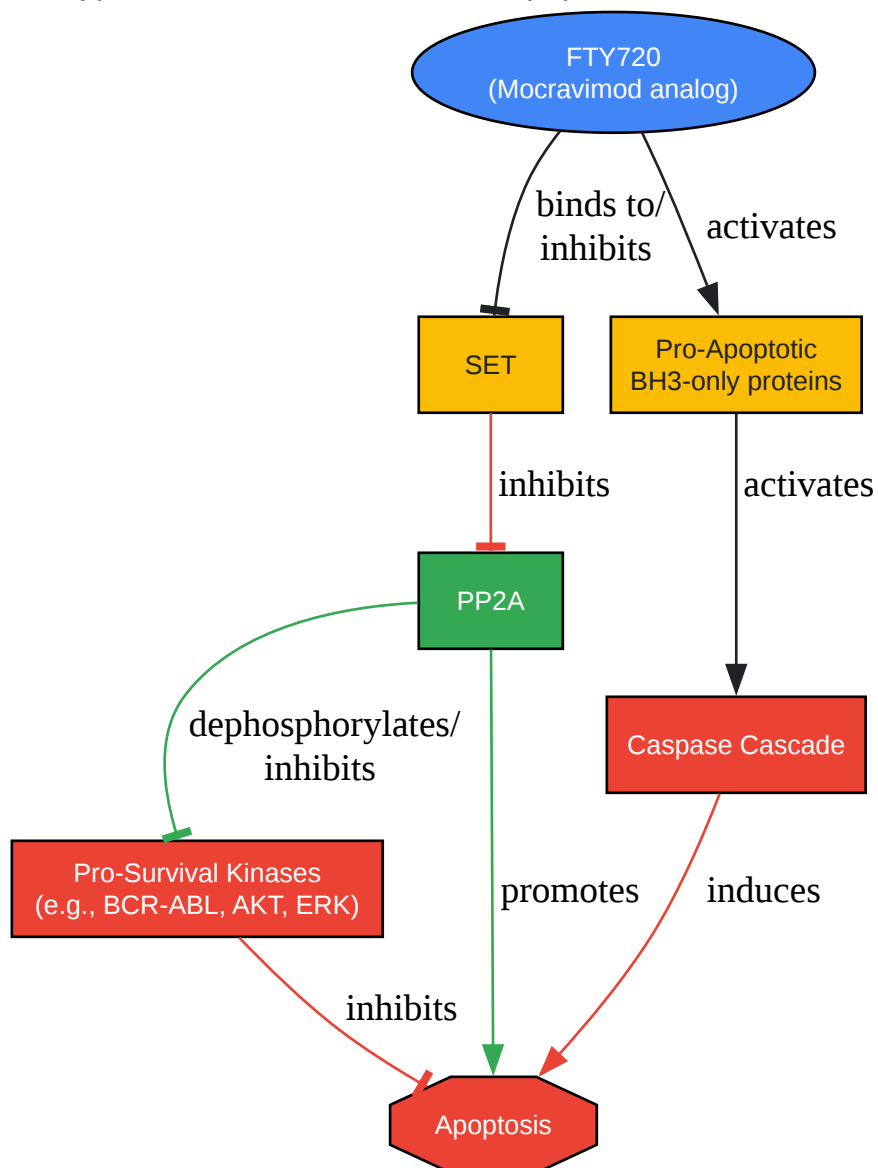 FTY720
(Mocravimod analog)
binds to/
inhibits
activates
SET
Pro-Apoptotic
BH3-only proteins
inhibits
activates
PP2A
dephosphorylates/
inhibits
Caspase Cascade
Pro-Survival Kinases
(e.g., BCR-ABL, AKT, ERK)
promotes
induces
inhibits
Apoptosis